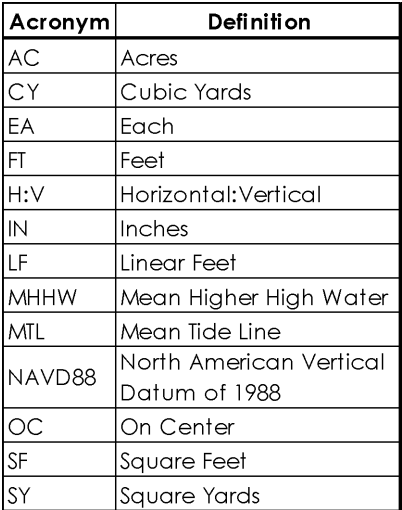 Acronym Definition
AC Acres
CY Cubic Yards
EA Each
FT Feet
H:V Horizontal:Vertical
IN Inches
LF Linear Feet
MHHW Mean Higher High Water
MTL Mean Tide Line
NAVD88 North American Vertical
Datum of 1988
OC On Center
SF Square Feet
SY Square Yards